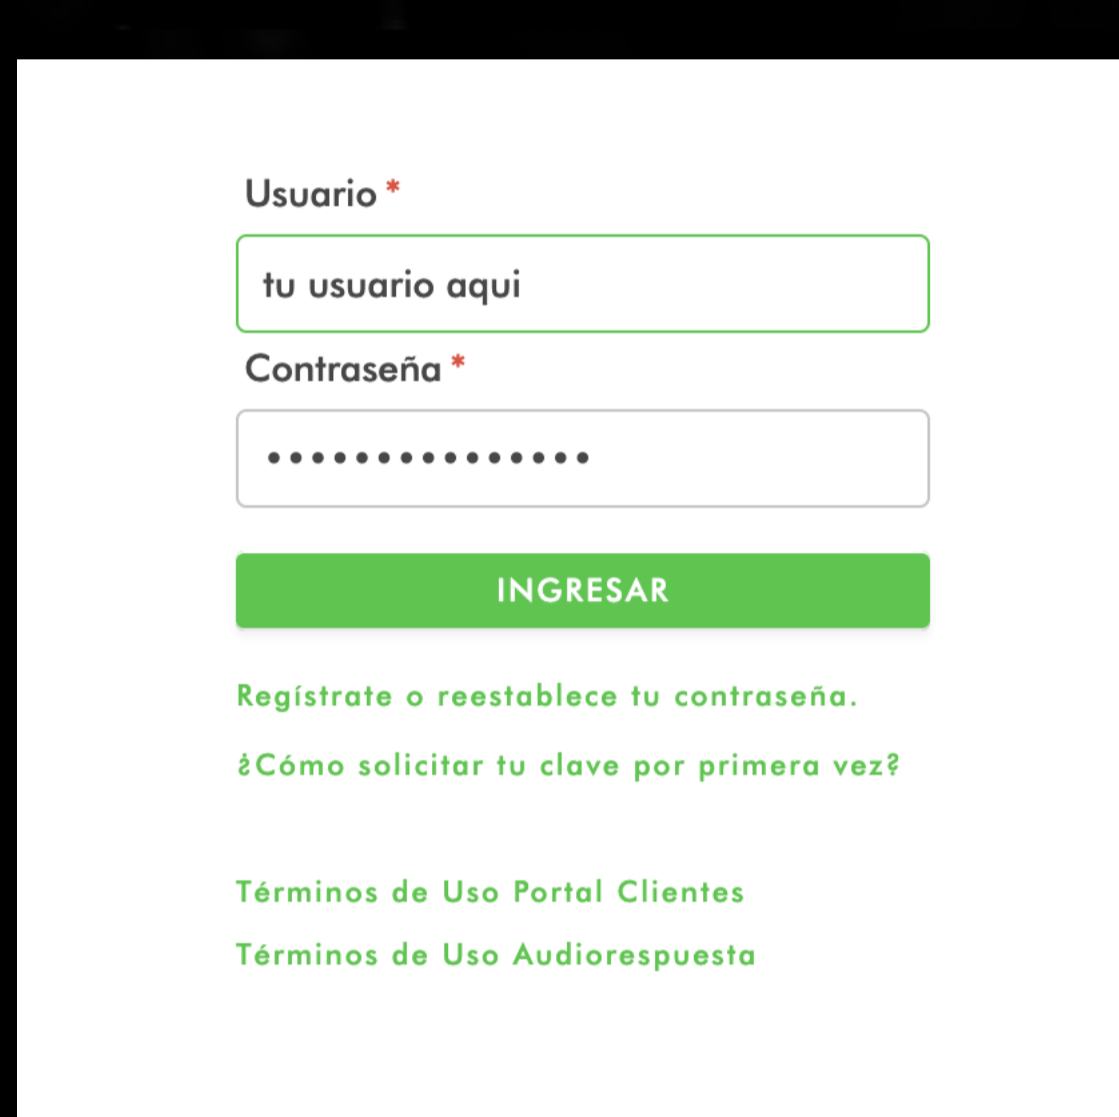 Usuario *
tu usuario aqui
Contraseña *
•••••••••••••••
INGRESAR
Regístrate o reestablece tu contraseña.
¿Cómo solicitar tu clave por primera vez?
Términos de Uso Portal Clientes
Términos de Uso Audiorespuesta